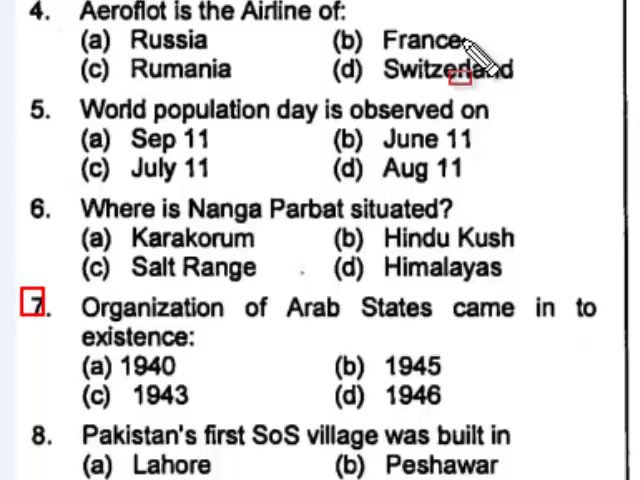 4. Aeroflot is the Airline of:
(a) Russia (b) France
(c) Rumania (d) Switzerland
5. World population day is observed on
(a) Sep 11 (b) June 11
(c) July 11 (d) Aug 11
6. Where is Nanga Parbat situated?
(a) Karakorum (b) Hindu Kush
(c) Salt Range (d) Himalayas
7. Organization of Arab States came in to
existence:
(a) 1940 (b) 1945
(c) 1943 (d) 1946
8. Pakistan's first SoS village was built in
(a) Lahore (b) Peshawar